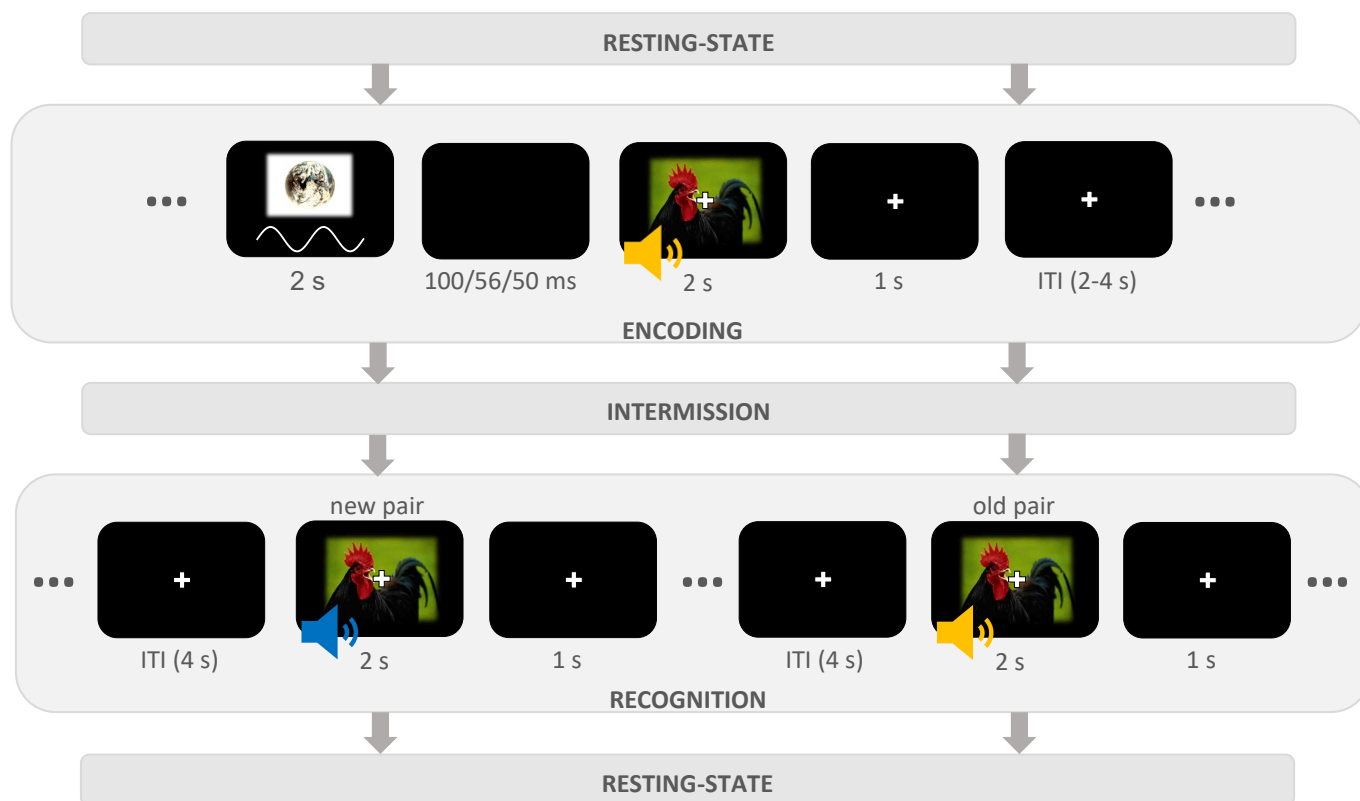 RESTING-STATE
2 s
100/56/50 ms
2 s
1 s
ITI (2-4 s)
ENCODING
INTERMISSION
new pair
old pair
ITI (4 s)
2 s
1 s
ITI (4 s)
2 s
1 s
RECOGNITION
RESTING-STATE